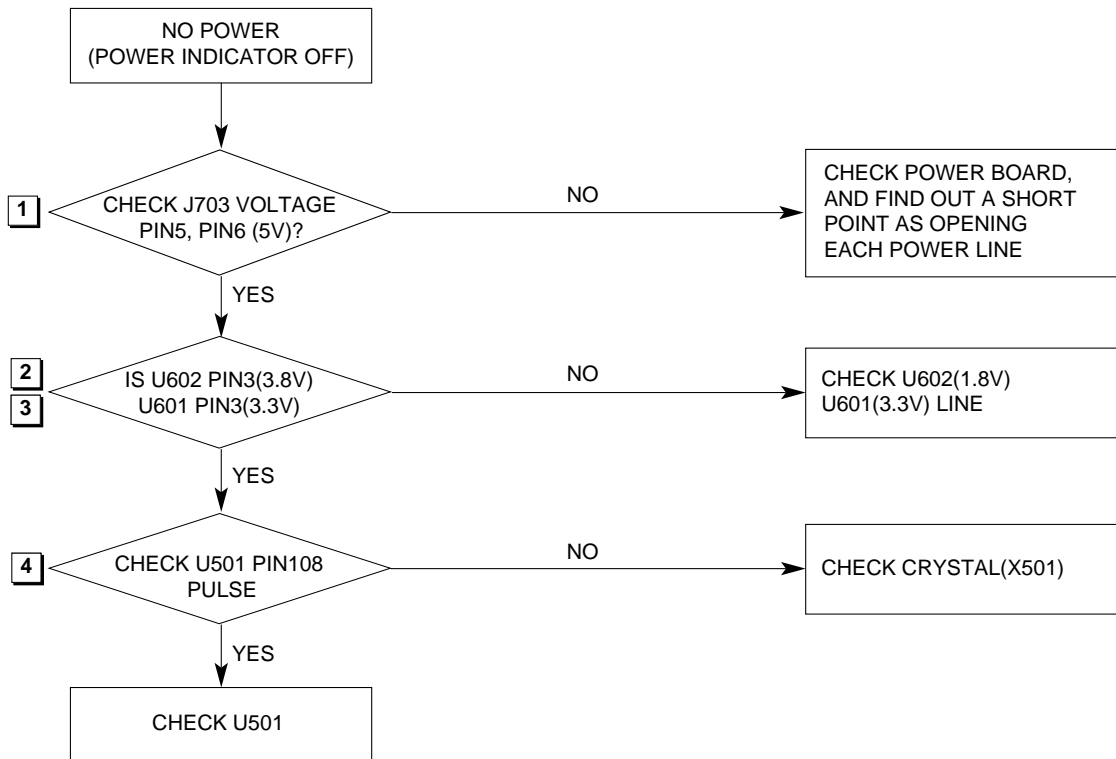 NO POWER
(POWER INDICATOR OFF)
1
CHECK J703 VOLTAGE
PIN5, PIN6 (5V)?
NO
CHECK POWER BOARD,
AND FIND OUT A SHORT
POINT AS OPENING
EACH POWER LINE
YES
2
3
IS U602 PIN3(3.8V)
U601 PIN3(3.3V)
NO
CHECK U602(1.8V)
U601(3.3V) LINE
YES
4
CHECK U501 PIN108
PULSE
NO
CHECK CRYSTAL(X501)
YES
CHECK U501